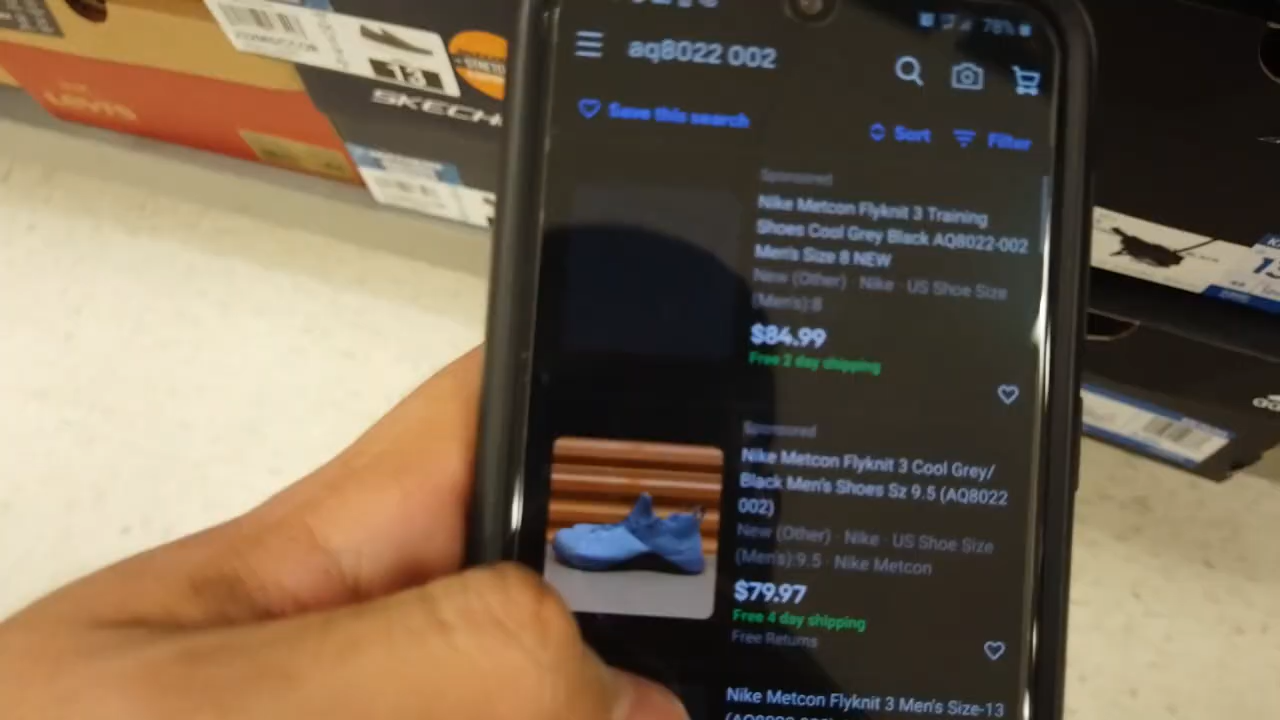 LEVI'S
13
SKECH
78%
aq8022 002
Save this search
Sort
Filter
Sponsored
Nike Metcon Flyknit 3 Training
Shoes Cool Grey Black AQ8022-002
Men's Size 8 NEW
New (Other) · Nike · US Shoe Size
(Men's):8
$84.99
Free 2 day shipping
Sponsored
Nike Metcon Flyknit 3 Cool Grey/
Black Men's Shoes Sz 9.5 (AQ8022
002)
New (Other) · Nike · US Shoe Size
(Men's):9.5 · Nike Metcon
$79.97
Free 4 day shipping
Free Returns
Nike Metcon Flyknit 3 Men's Size-13